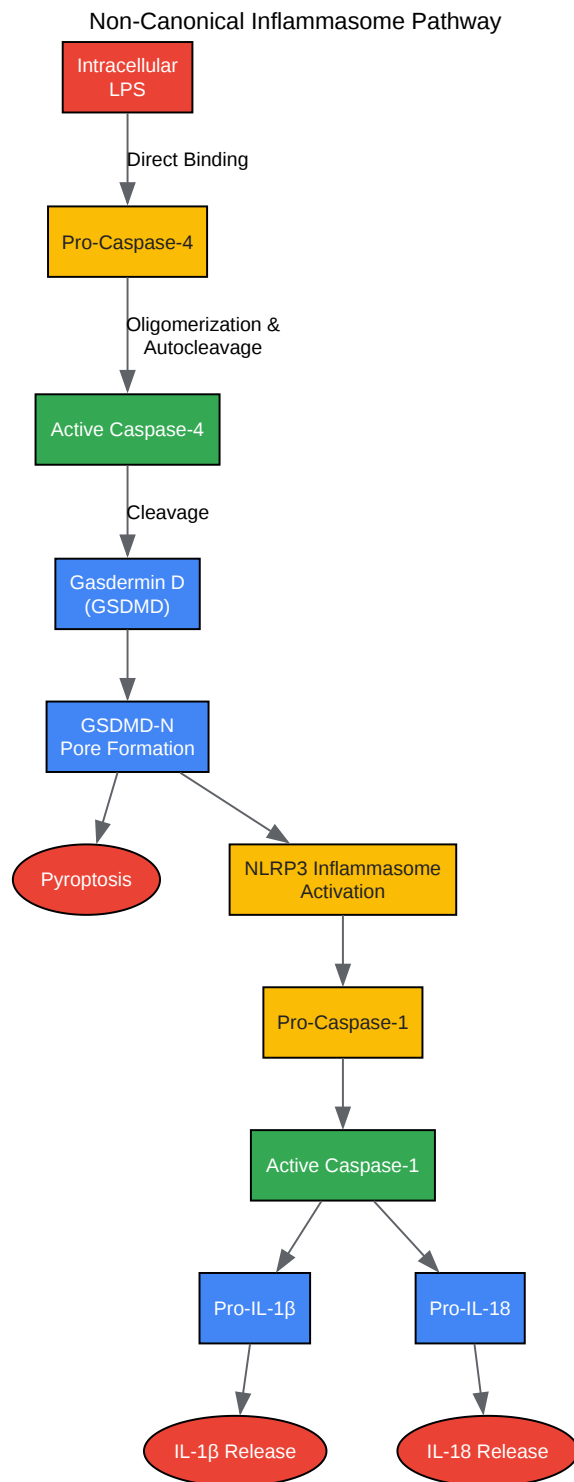 Non-Canonical Inflammasome Pathway
Intracellular
LPS
Direct Binding
Pro-Caspase-4
Oligomerization &
Autocleavage
Active Caspase-4
Cleavage
Gasdermin D
(GSDMD)
GSDMD-N
Pore Formation
Pyroptosis
NLRP3 Inflammasome
Activation
Pro-Caspase-1
Active Caspase-1
Pro-IL-1β
Pro-IL-18
IL-1β Release
IL-18 Release